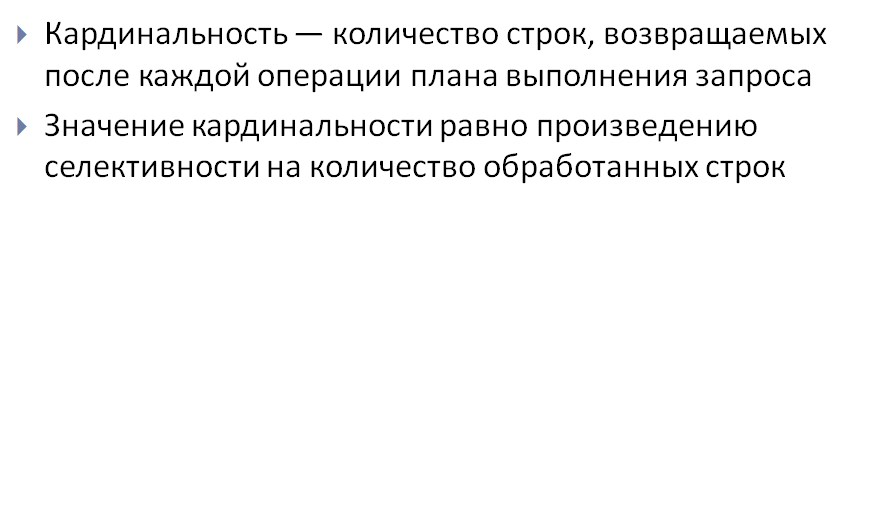 Кардинальность — количество строк, возвращаемых
после каждой операции плана выполнения запроса
Значение кардинальности равно произведению
селективности на количество обработанных строк